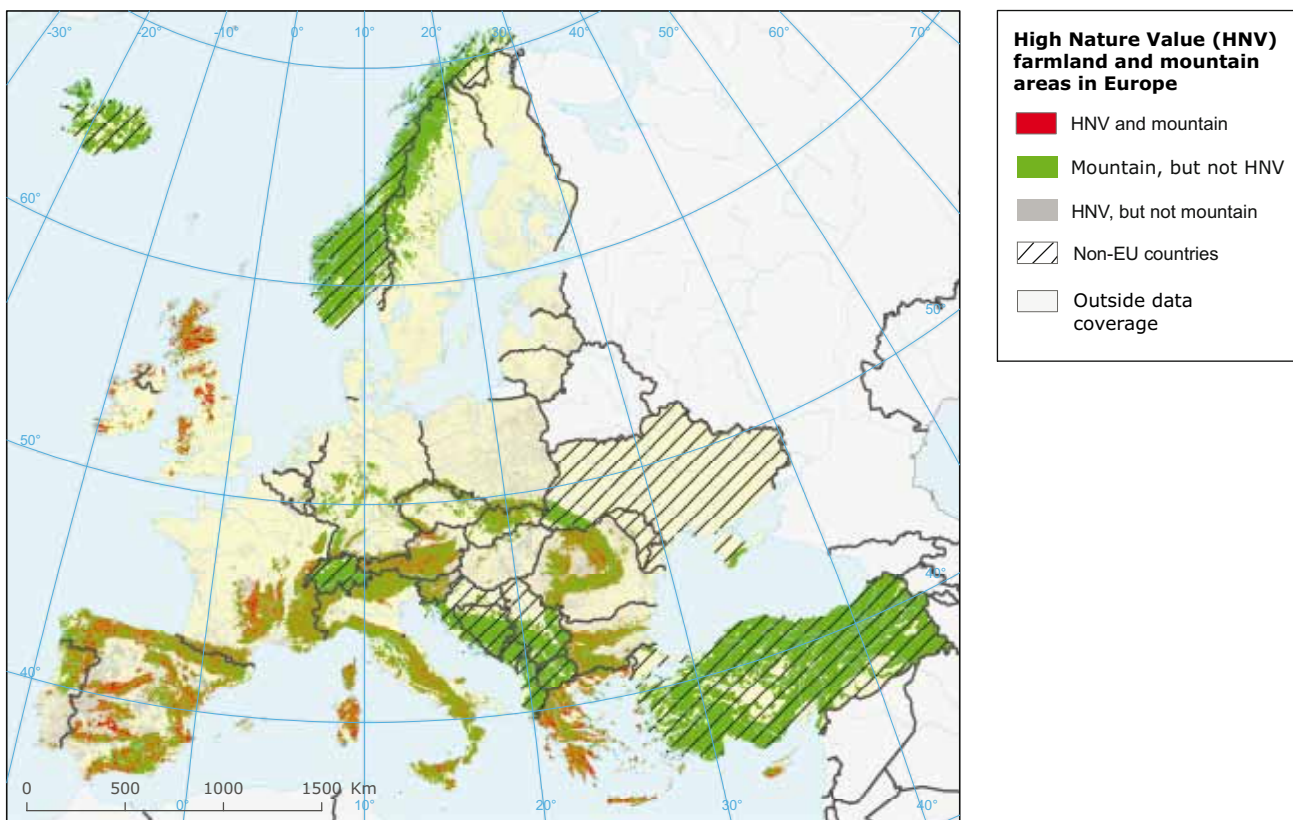 -30°
-20°
-10°
0°
10°
20°
30°
40°
50°
60°
70°
60°
50°
50°
40°
40°
0
500
1000
1500 Km
0°
10°
20°
30°
40°
High Nature Value (HNV)
farmland and mountain
areas in Europe
HNV and mountain
Mountain, but not HNV
HNV, but not mountain
Non-EU countries
Outside data
coverage